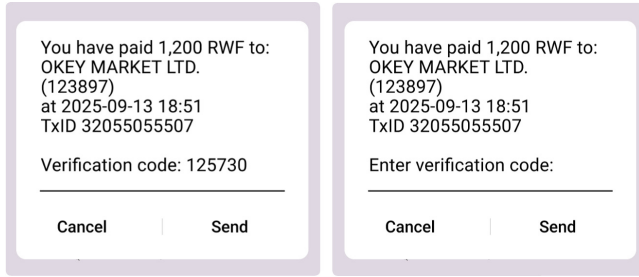 You have paid 1,200 RWF to:
OKEY MARKET LTD.
(123897)
at 2025-09-13 18:51
TxID 32055055507
Verification code: 125730
Cancel
Send
You have paid 1,200 RWF to:
OKEY MARKET LTD.
(123897)
at 2025-09-13 18:51
TxID 32055055507
Enter verification code:
Cancel
Send